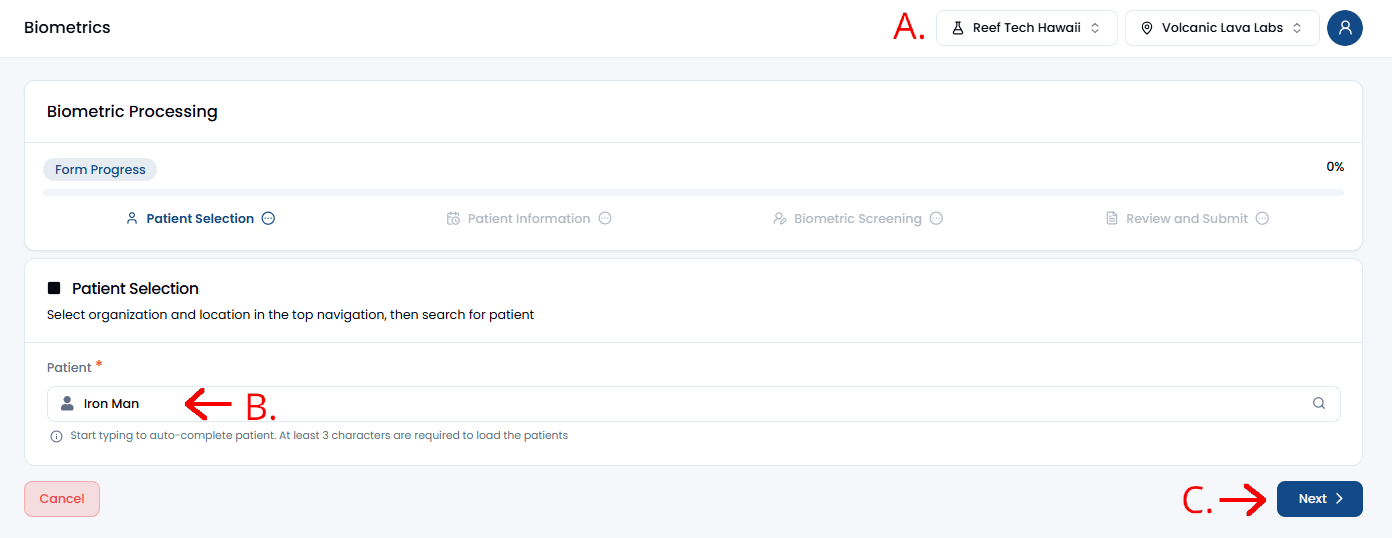 Biometrics
A. Reef Tech Hawaii Volcanic Lava Labs
Biometric Processing
Form Progress 0%
Patient Selection Patient Information Biometric Screening Review and Submit
Patient Selection
Select organization and location in the top navigation, then search for patient
Patient *
Iron Man B.
Start typing to auto-complete patient. At least 3 characters are required to load the patients
Cancel C. Next